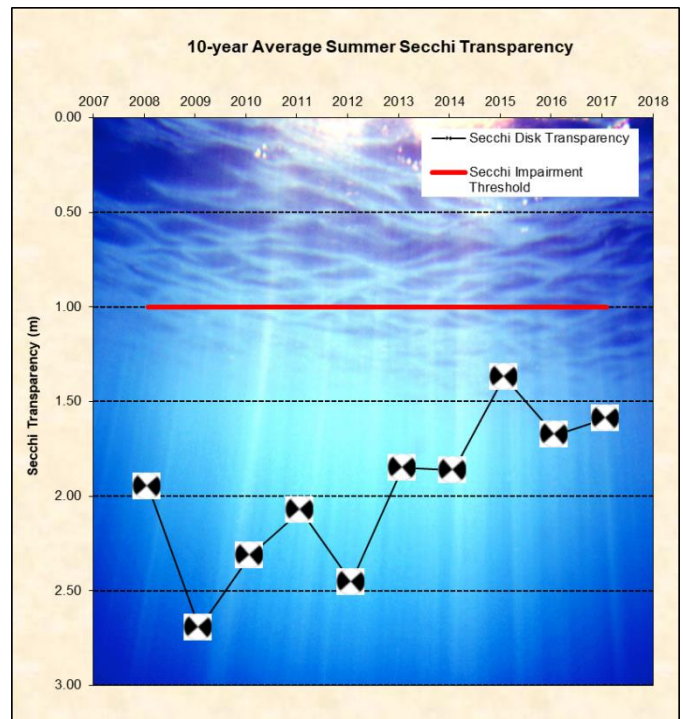 10-year Average Summer Secchi Transparency
2007 2008 2009 2010 2011 2012 2013 2014 2015 2016 2017 2018
0.00
Secchi Disk Transparency
Secchi Impairment
Threshold
0.50
1.00
Secchi Transparency (m)
1.50
2.00
2.50
3.00